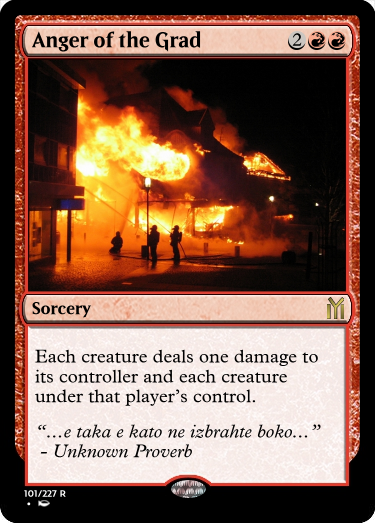 Anger of the Grad 2
Sorcery
Each creature deals one damage to
its controller and each creature
under that player's control.
“...e taka e kato ne izbrahte boko...”
- Unknown Proverb
101/227 R